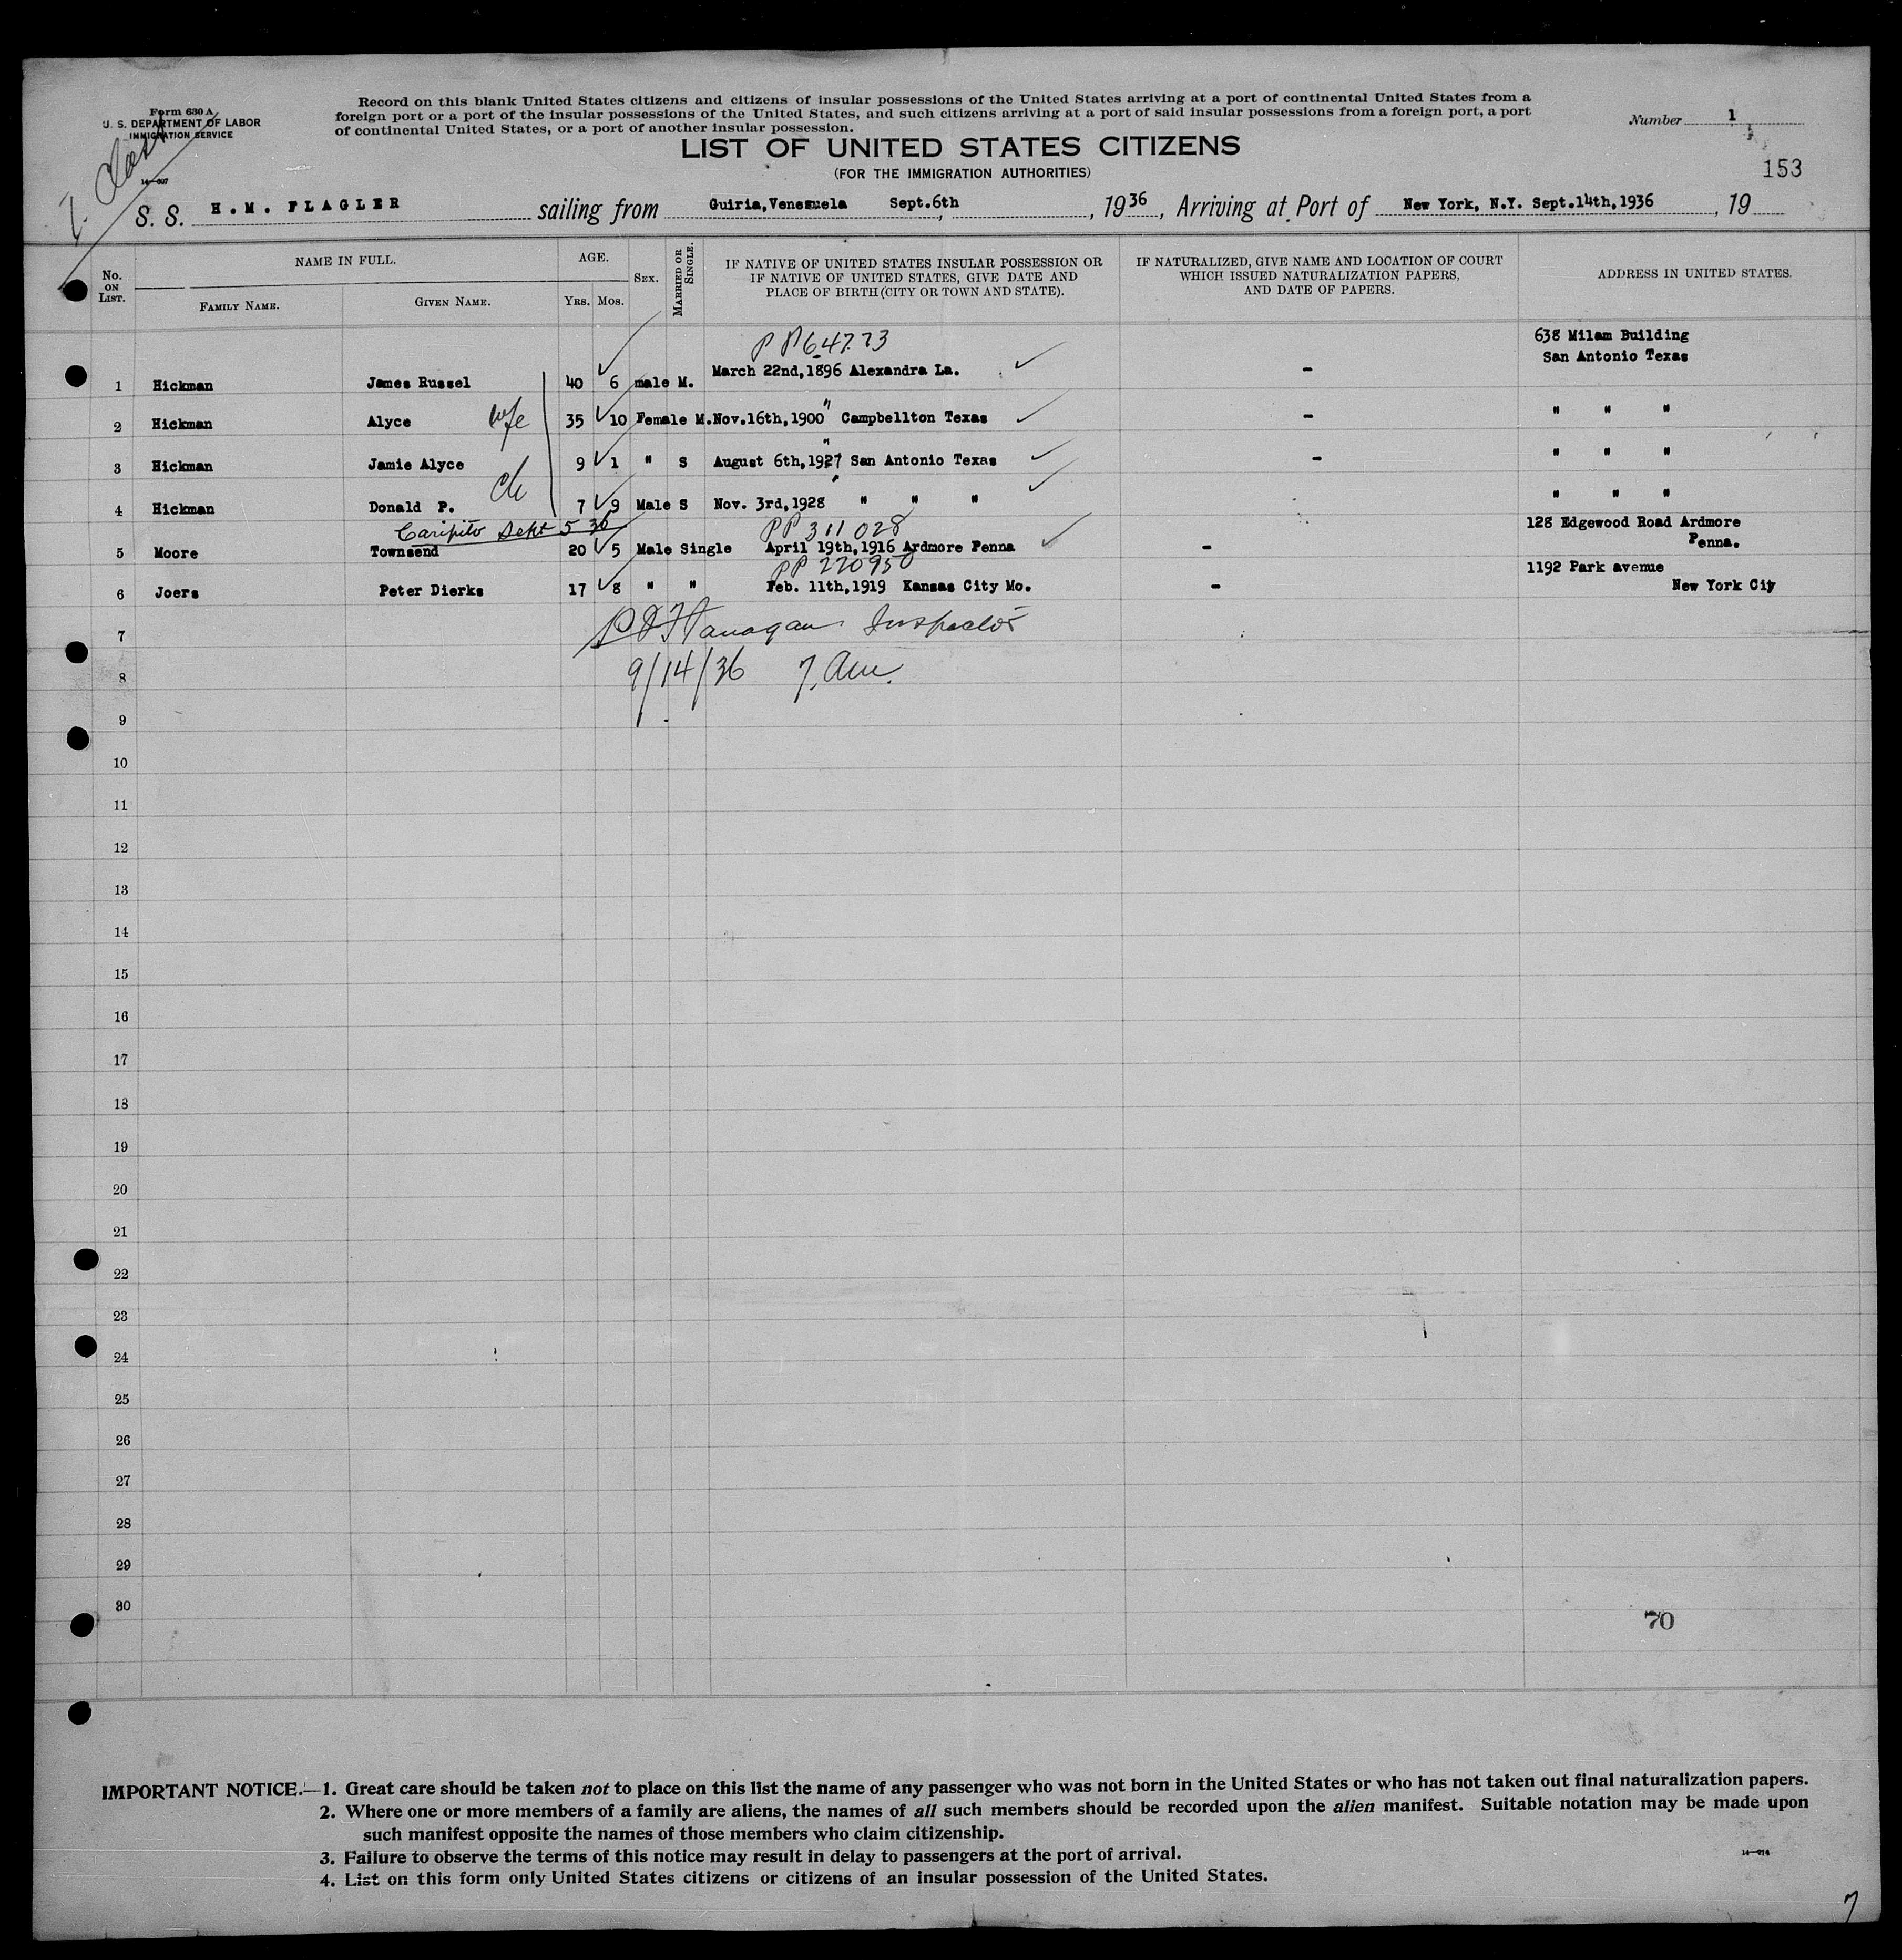 Form 630 A
U. S. DEPARTMENT OF LABOR
IMMIGRATION SERVICE
Record on this blank United States citizens and citizens of insular possessions of the United States arriving at a port of continental United States from a
foreign port or a port of the insular possessions of the United States, and such citizens arriving at a port of said insular possessions from a foreign port, a port
of continental United States, or a port of another insular possession.
Number 1
LIST OF UNITED STATES CITIZENS
(FOR THE IMMIGRATION AUTHORITIES)
153
S. S. H.M. FLAGLER sailing from Guiria,Venezuela Sept.6th, 1936, Arriving at Port of New York, N.Y. Sept.14th,1936, 19
No. ON LIST.
NAME IN FULL.
FAMILY NAME. GIVEN NAME.
AGE.
YRS. MOS.
SEX.
MARRIED OR SINGLE.
IF NATIVE OF UNITED STATES INSULAR POSSESSION OR
IF NATIVE OF UNITED STATES, GIVE DATE AND
PLACE OF BIRTH (CITY OR TOWN AND STATE).
IF NATURALIZED, GIVE NAME AND LOCATION OF COURT
WHICH ISSUED NATURALIZATION PAPERS,
AND DATE OF PAPERS.
ADDRESS IN UNITED STATES.
PP64773
638 Milam Building
San Antonio Texas
1 Hickman James Russel 40 6 male M. March 22nd,1896 Alexandra La. -
2 Hickman Alyce wfe 35 10 Female M. Nov.16th,1900 Campbellton Texas - " " "
3 Hickman Jamie Alyce 9 1 " S August 6th,1927 San Antonio Texas - " " "
4 Hickman Donald P. ch 7 9 Male S Nov. 3rd,1928 " " " " " "
Caripito Sept 5 36 PP 311028
5 Moore Townsend 20 5 Male Single April 19th,1916 Ardmore Penna - 128 Edgewood Road Ardmore
Penna.
PP 220950
6 Joers Peter Dierks 17 8 " " Feb. 11th,1919 Kansas City Mo. - 1192 Park avenue
New York City
7 Flanagan Inspector
8 9/14/36 7. Am.
9
10
11
12
13
14
15
16
17
18
19
20
21
22
23
24
25
26
27
28
29
30
70
IMPORTANT NOTICE.—1. Great care should be taken not to place on this list the name of any passenger who was not born in the United States or who has not taken out final naturalization papers.
2. Where one or more members of a family are aliens, the names of all such members should be recorded upon the alien manifest. Suitable notation may be made upon
such manifest opposite the names of those members who claim citizenship.
3. Failure to observe the terms of this notice may result in delay to passengers at the port of arrival.
4. List on this form only United States citizens or citizens of an insular possession of the United States.
7